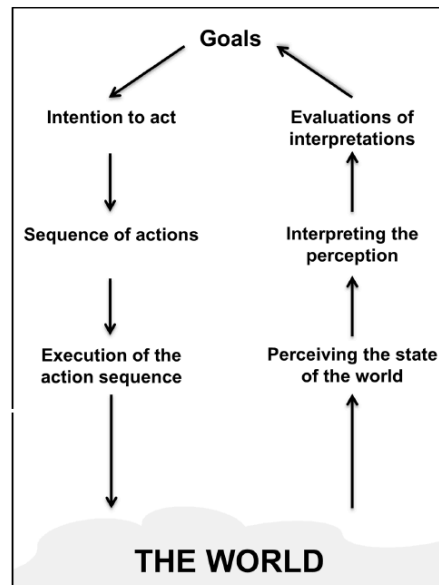 Goals
Intention to act
Evaluations of
interpretations
Sequence of actions
Interpreting the
perception
Execution of the
action sequence
Perceiving the state
of the world
THE WORLD